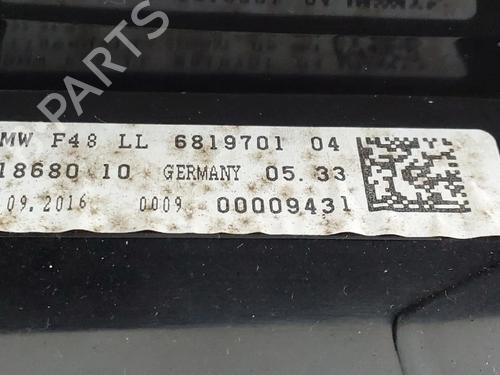 MW F48 LL 6819701 04
18680 10 GERMANY 05.33
09.2016 0009 00009431
PARTS